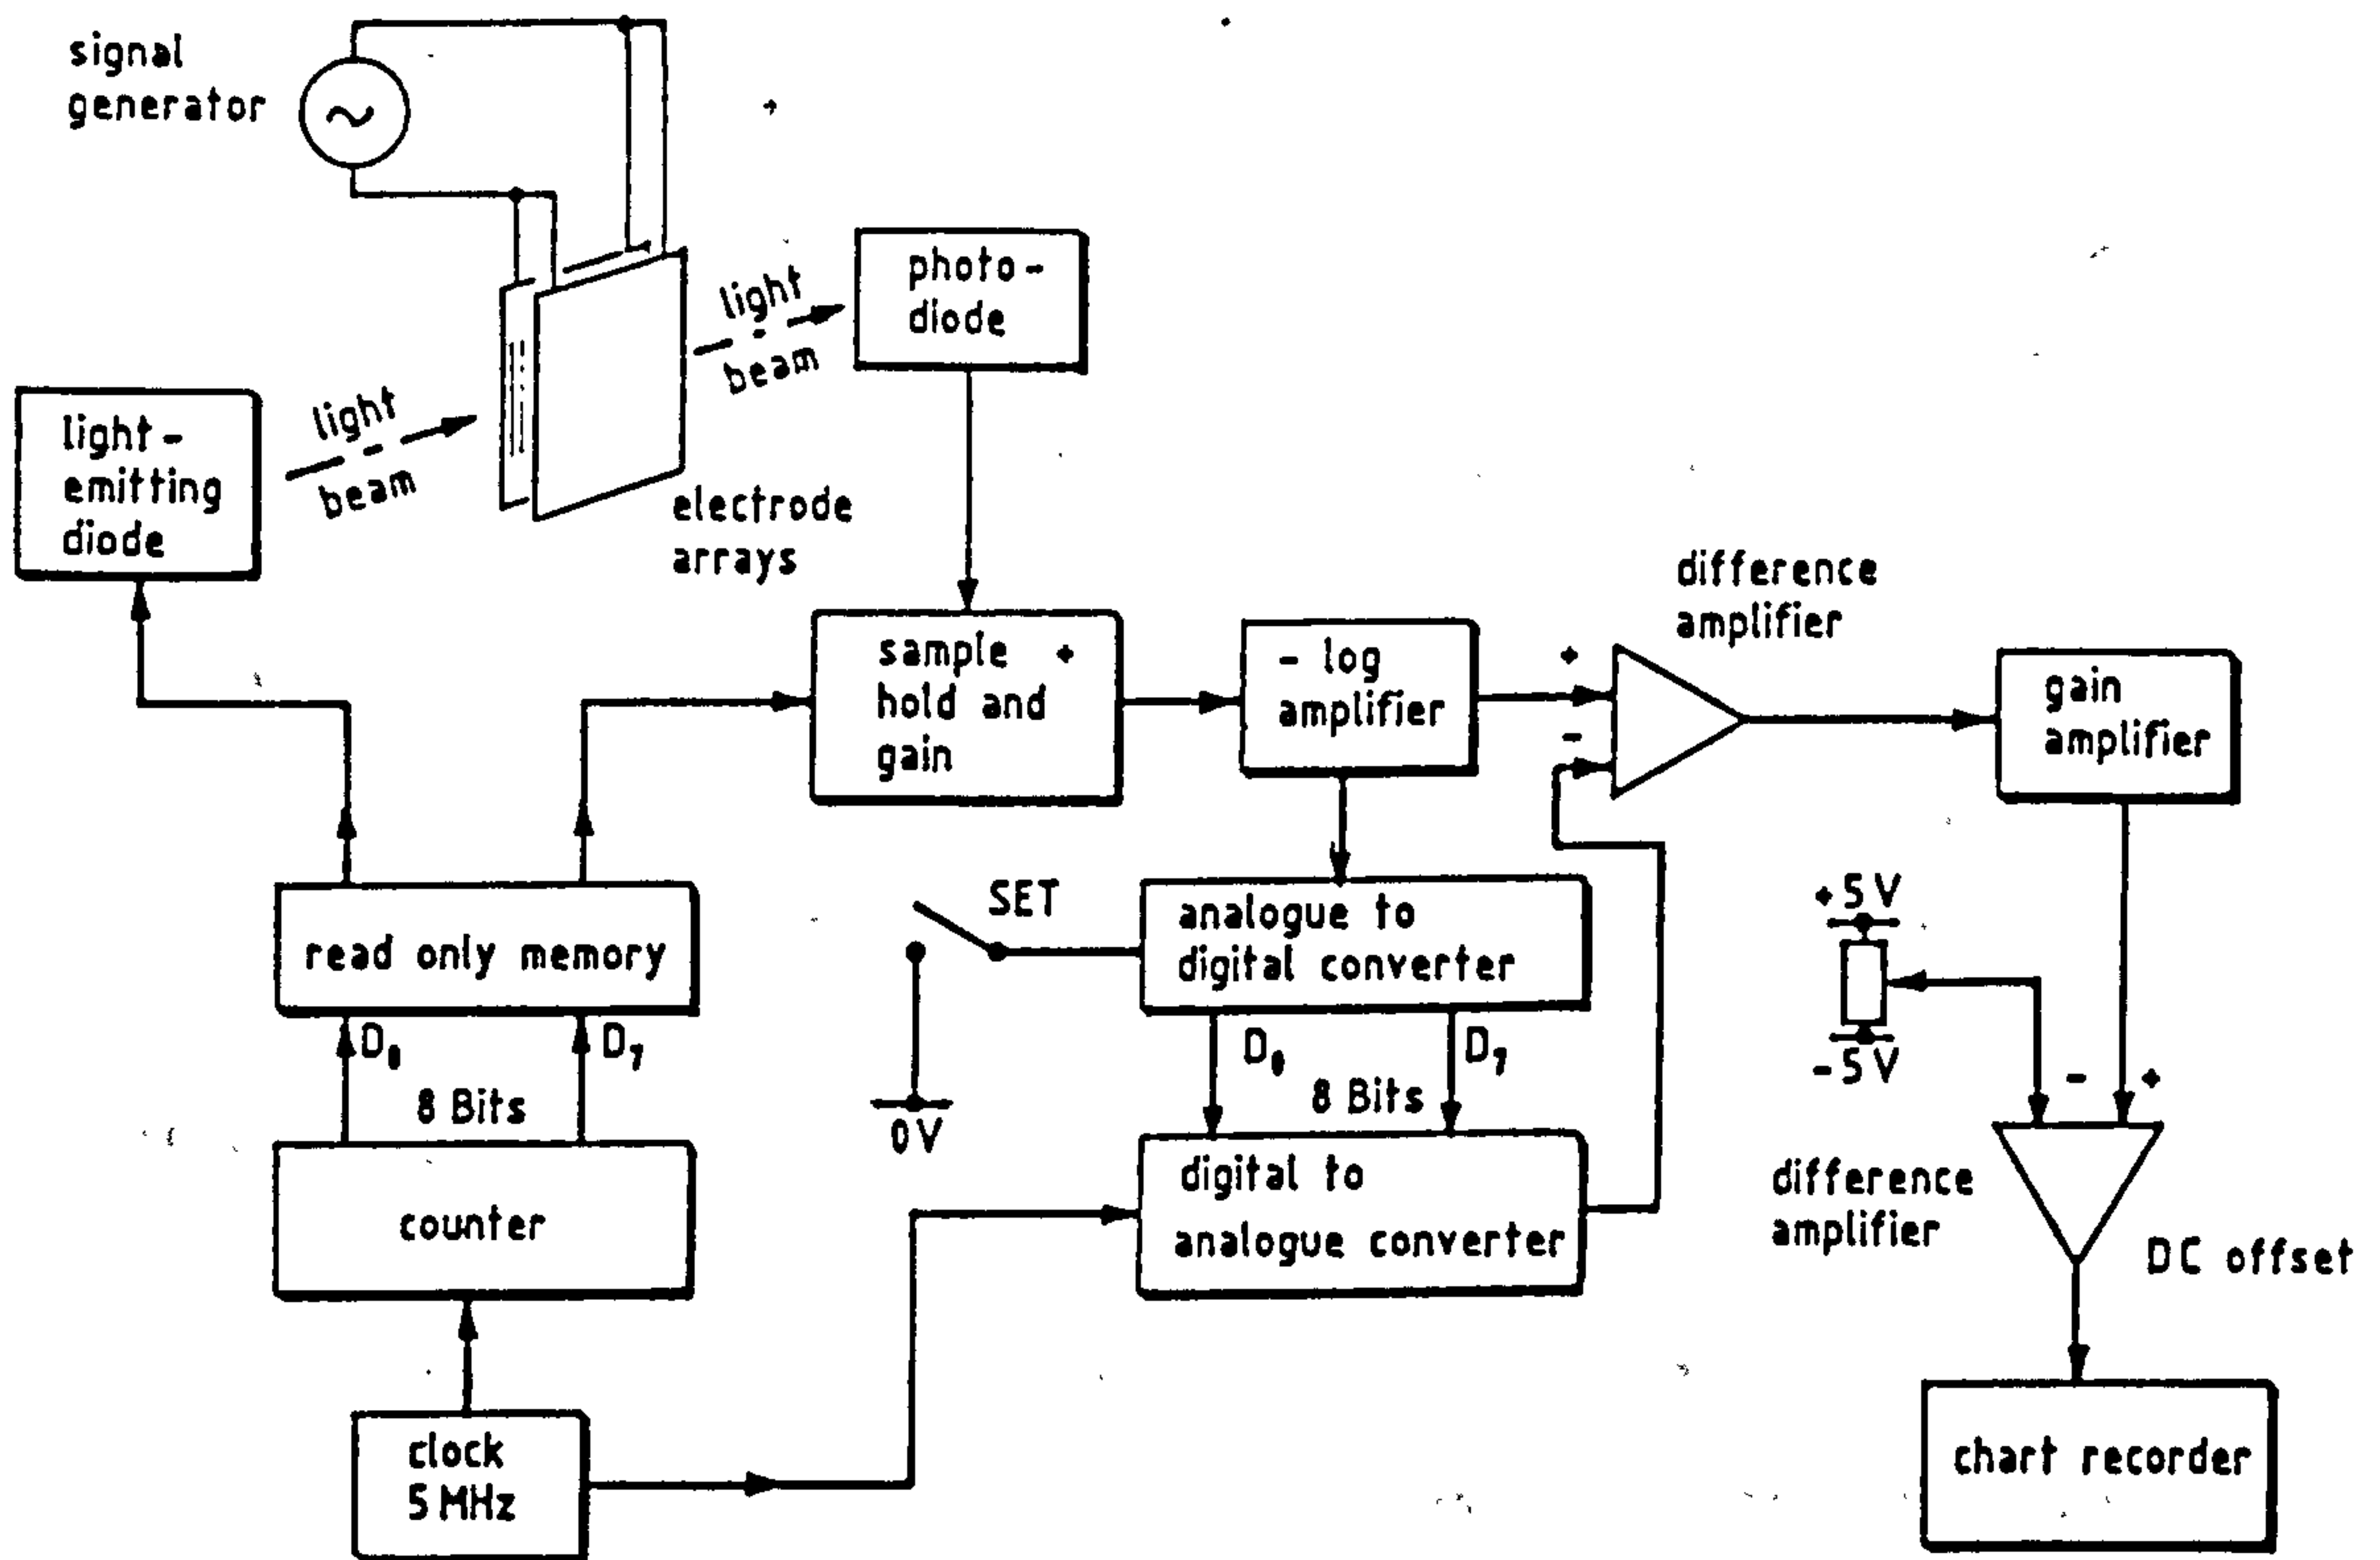 signal
generator
light
beam
light
beam
photo-
diode
light-
emitting
diode
electrode
arrays
sample +
hold and
gain
- log
amplifier
difference
amplifier
+
-
gain
amplifier
read only memory
D0
D7
8 Bits
counter
clock
5 MHz
SET
0V
analogue to
digital converter
D0
D7
8 Bits
digital to
analogue converter
+5V
-5V
-
+
difference
amplifier
DC offset
chart recorder